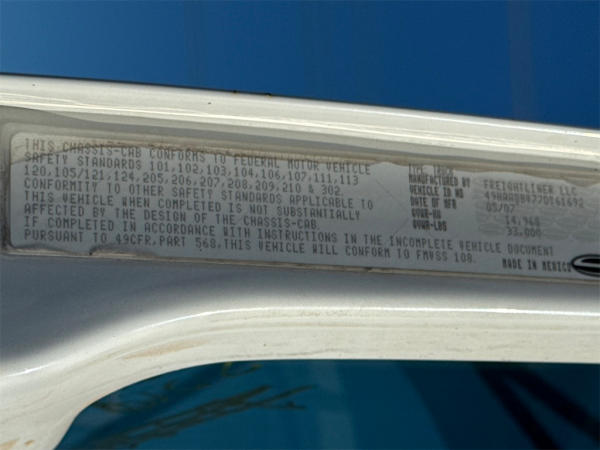 THIS CHASSIS-CAB CONFORMS TO FEDERAL MOTOR VEHICLE
SAFETY STANDARDS 101,102,103,104,106,107,111,113
120,105/121,124,205,206,207,208,209,210 & 302.
CONFORMITY TO OTHER SAFETY STANDARDS APPLICABLE TO
THIS VEHICLE WHEN COMPLETED IS NOT SUBSTANTIALLY
AFFECTED BY DESIGN OF THE CHASSIS-CAB.
IF COMPLETED IN ACCORDANCE WITH INSTRUCTIONS IN THE INCOMPLETE VEHICLE DOCUMENT
PURSUANT TO 49CFR,PART 568,THIS VEHICLE WILL CONFORM TO FMVSS 108.
TYPE TRUCK
MANUFACTURED BY FREIGHTLINER LLC
VEHICLE ID NO
DATE OF MFR 05/07
GVWR-KG 14,968
GVWR-LBS 33,000
MADE IN MEXICO